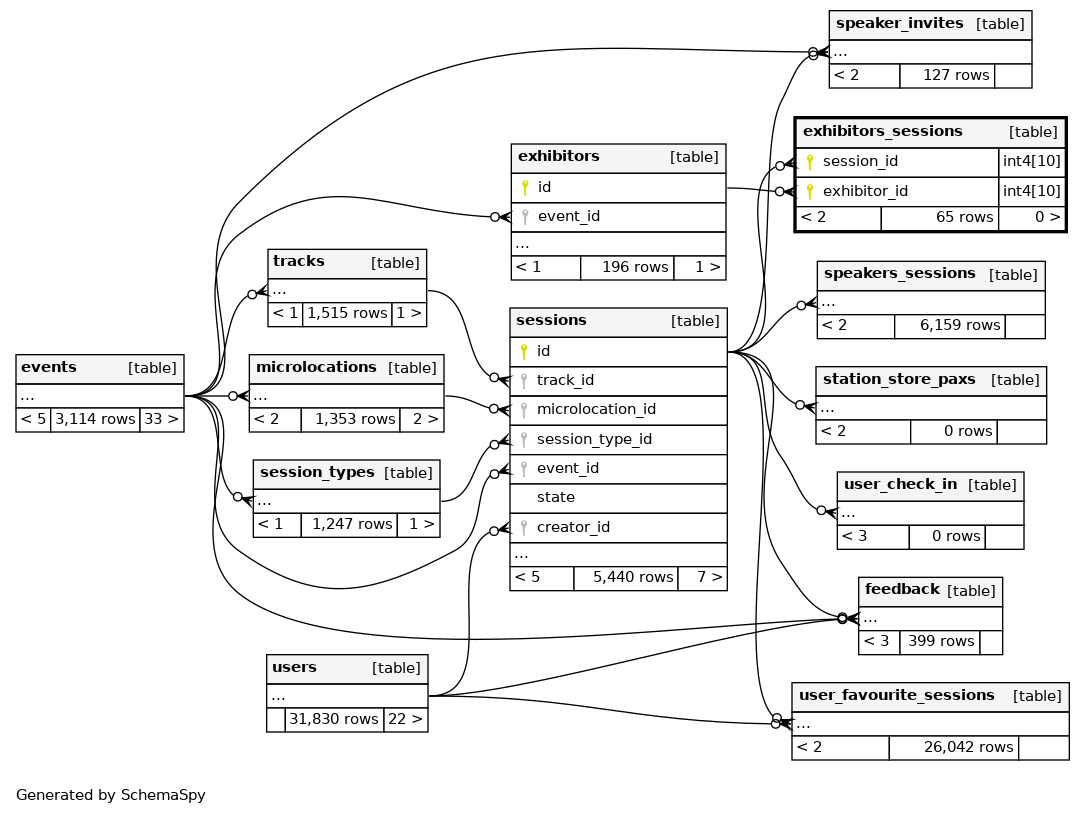 speaker_invites [table]
...
< 2 127 rows
exhibitors_sessions [table]
session_id int4[10]
exhibitor_id int4[10]
< 2 65 rows 0 >
exhibitors [table]
id
event_id
...
< 1 196 rows 1 >
tracks [table]
...
< 1 1,515 rows 1 >
speakers_sessions [table]
...
< 2 6,159 rows
sessions [table]
id
track_id
microlocation_id
session_type_id
event_id
state
creator_id
...
< 5 5,440 rows 7 >
events [table]
...
< 5 3,114 rows 33 >
microlocations [table]
...
< 2 1,353 rows 2 >
station_store_paxs [table]
...
< 2 0 rows
session_types [table]
...
< 1 1,247 rows 1 >
user_check_in [table]
...
< 3 0 rows
feedback [table]
...
< 3 399 rows
users [table]
...
31,830 rows 22 >
user_favourite_sessions [table]
...
< 2 26,042 rows
Generated by SchemaSpy